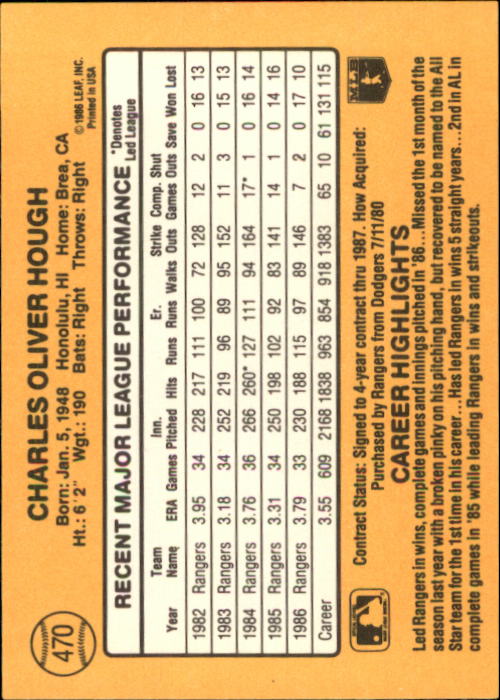 470
CHARLES OLIVER HOUGH
Born: Jan. 5, 1948 Honolulu, HI Home: Brea, CA
Ht.: 6'2" Wgt.: 190 Bats: Right Throws: Right
©1986 LEAF, INC.
Printed in USA
RECENT MAJOR LEAGUE PERFORMANCE *Denotes Led League
Year Team Name ERA Games Inn. Pitched Hits Runs Er. Runs Walks Strike Outs Comp. Games Shut Outs Save Won Lost
1982 Rangers 3.95 34 228 217 111 100 72 128 12 2 0 16 13
1983 Rangers 3.18 34 252 219 96 89 95 152 11 3 0 15 13
1984 Rangers 3.76 36 266 260* 127 111 94 164 17* 1 0 16 14
1985 Rangers 3.31 34 250 198 102 92 83 141 14 1 0 14 16
1986 Rangers 3.79 33 230 188 115 97 89 146 7 2 0 17 10
Career 3.55 609 2168 1838 963 854 918 1383 65 10 61 131 115
Contract Status: Signed to 4-year contract thru 1987. How Acquired:
Purchased by Rangers from Dodgers 7/11/80
MLB
CAREER HIGHLIGHTS
Led Rangers in wins, complete games and innings pitched in '86...Missed the 1st month of the
season last year with a broken pinky on his pitching hand, but recovered to be named to the All
Star team for the 1st time in his career...Has led Rangers in wins 5 straight years...2nd in AL in
complete games in '85 while leading Rangers in wins and strikeouts.